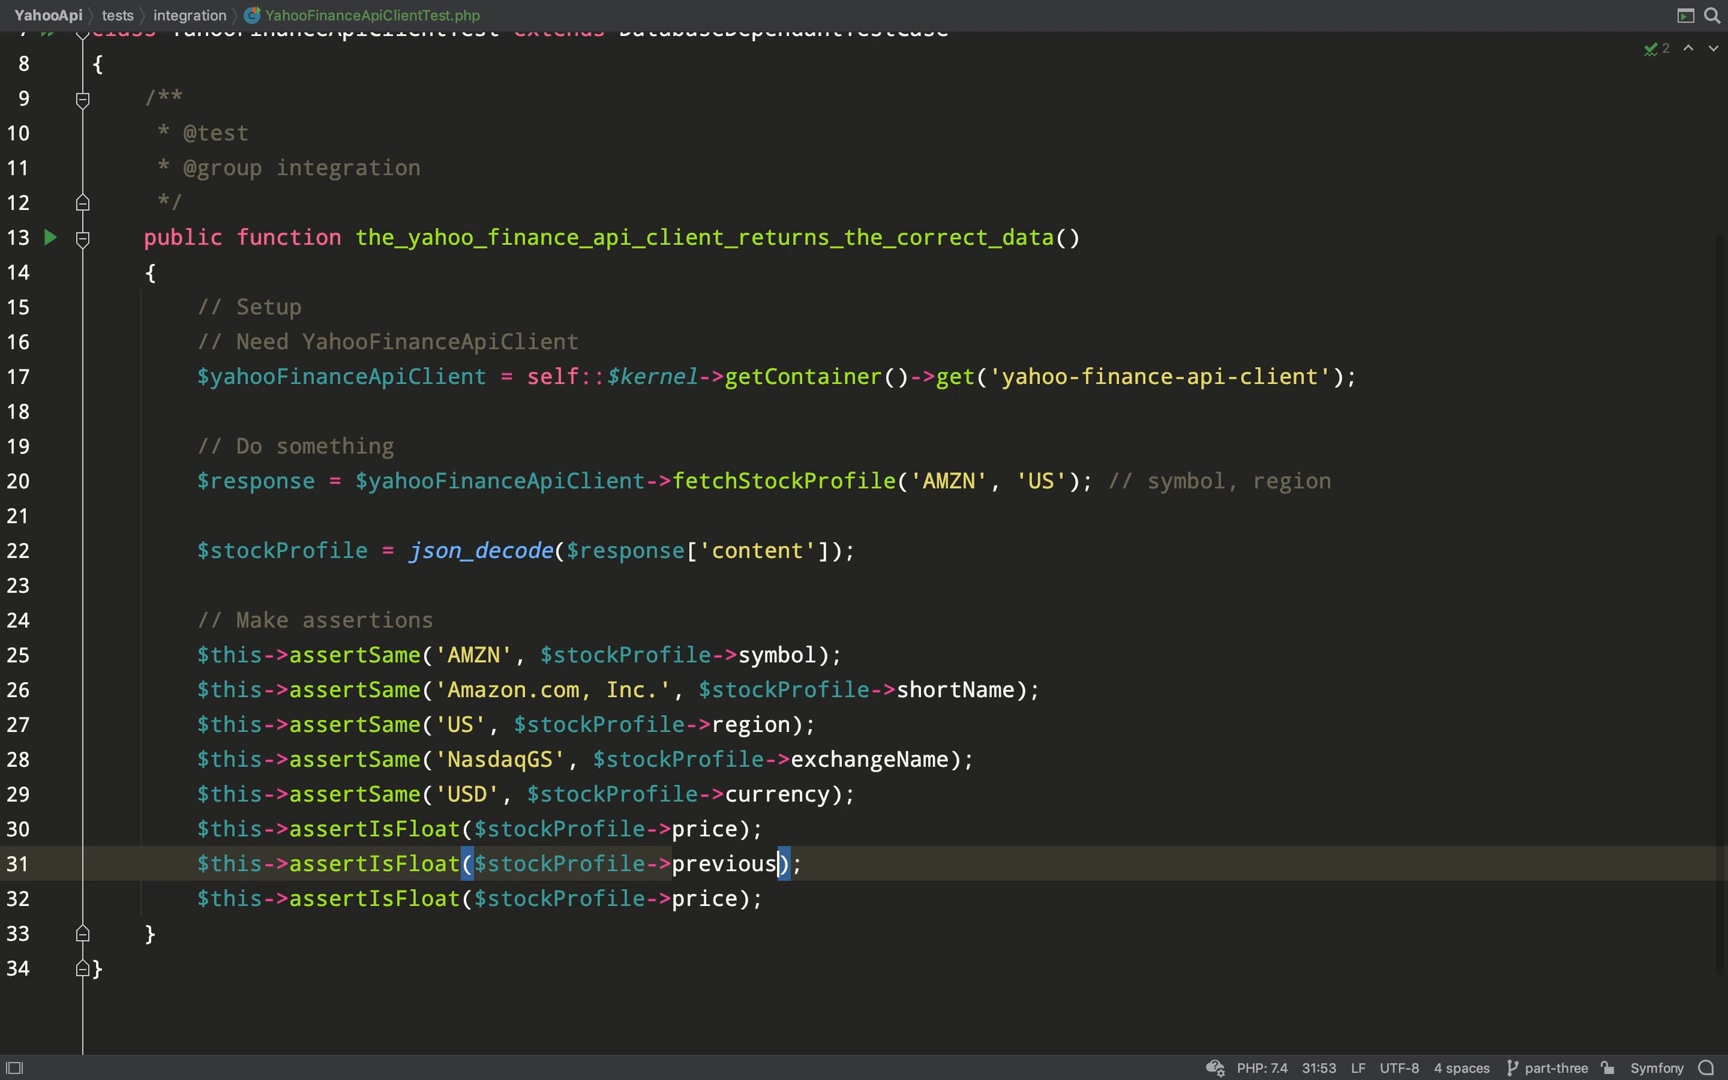 YahooApi tests integration YahooFinanceApiClientTest.php
7 class YahooFinanceApiClientTest extends DatabaseDependantTestCase
2
8 {
9 /**
10 * @test
11 * @group integration
12 */
13 public function the_yahoo_finance_api_client_returns_the_correct_data()
14 {
15 // Setup
16 // Need YahooFinanceApiClient
17 $yahooFinanceApiClient = self::$kernel->getContainer()->get('yahoo-finance-api-client');
18
19 // Do something
20 $response = $yahooFinanceApiClient->fetchStockProfile('AMZN', 'US'); // symbol, region
21
22 $stockProfile = json_decode($response['content']);
23
24 // Make assertions
25 $this->assertSame('AMZN', $stockProfile->symbol);
26 $this->assertSame('Amazon.com, Inc.', $stockProfile->shortName);
27 $this->assertSame('US', $stockProfile->region);
28 $this->assertSame('NasdaqGS', $stockProfile->exchangeName);
29 $this->assertSame('USD', $stockProfile->currency);
30 $this->assertIsFloat($stockProfile->price);
31 $this->assertIsFloat($stockProfile->previous);
32 $this->assertIsFloat($stockProfile->price);
33 }
34 }
PHP: 7.4 31:53 LF UTF-8 4 spaces part-three Symfony